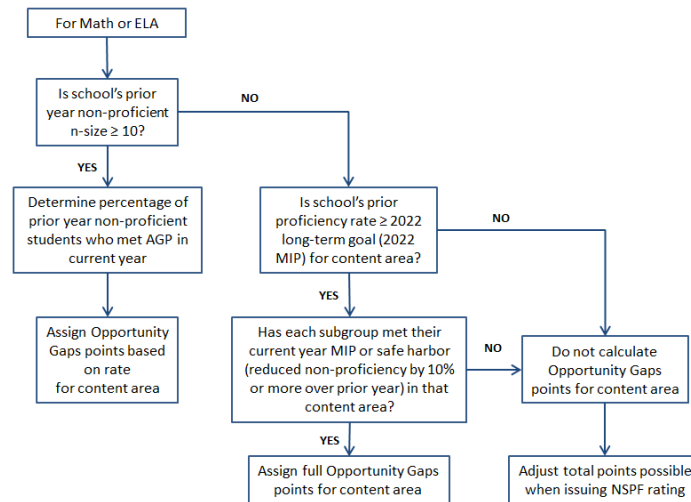 For Math or ELA
Is school's prior
year non-proficient
n-size ≥ 10?
NO
YES
Determine percentage of
prior year non-proficient
students who met AGP in
current year
Is school's prior
proficiency rate ≥ 2022
long-term goal (2022
MIP) for content area?
NO
YES
Assign Opportunity
Gaps points based
on rate
for content area
Has each subgroup met their
current year MIP or safe harbor
(reduced non-proficiency by 10%
or more over prior year) in that
content area?
NO
Do not calculate
Opportunity Gaps
points for content area
YES
Assign full Opportunity Gaps
points for content area
Adjust total points possible
when issuing NSPF rating